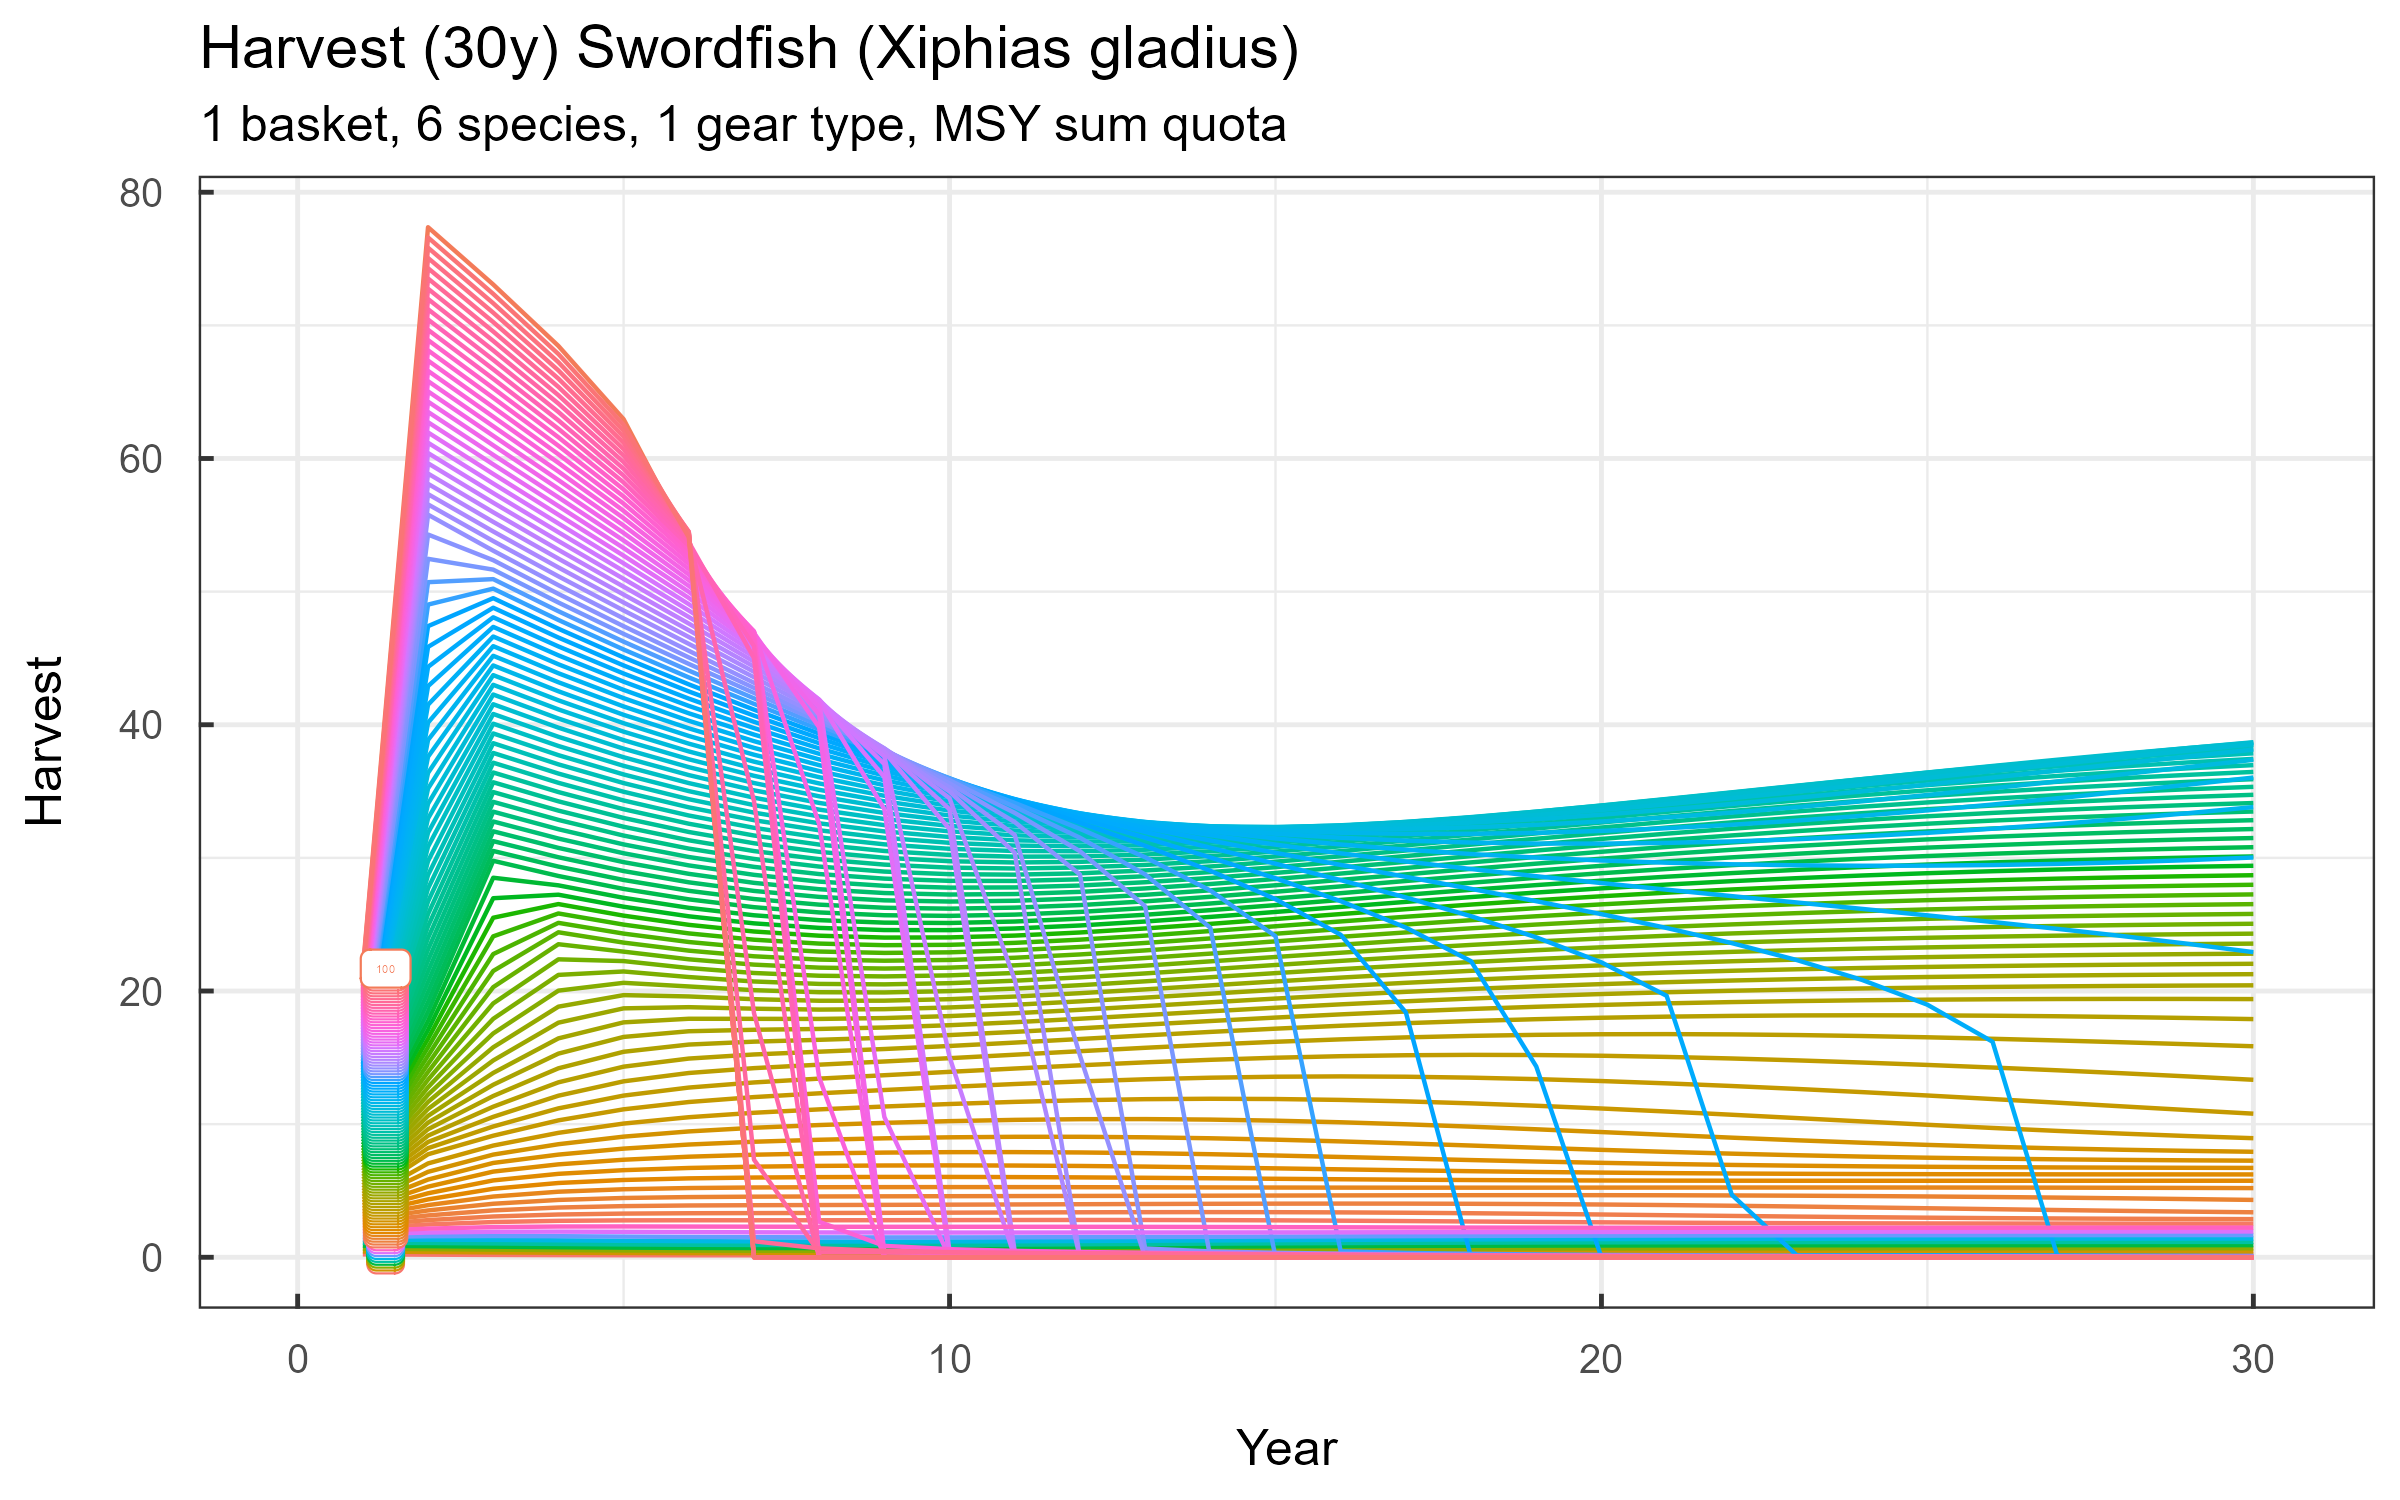 Harvest (30y) Swordfish (Xiphias gladius)
1 basket, 6 species, 1 gear type, MSY sum quota
80
60
40
20
0
Harvest
100
0 10 20 30
Year